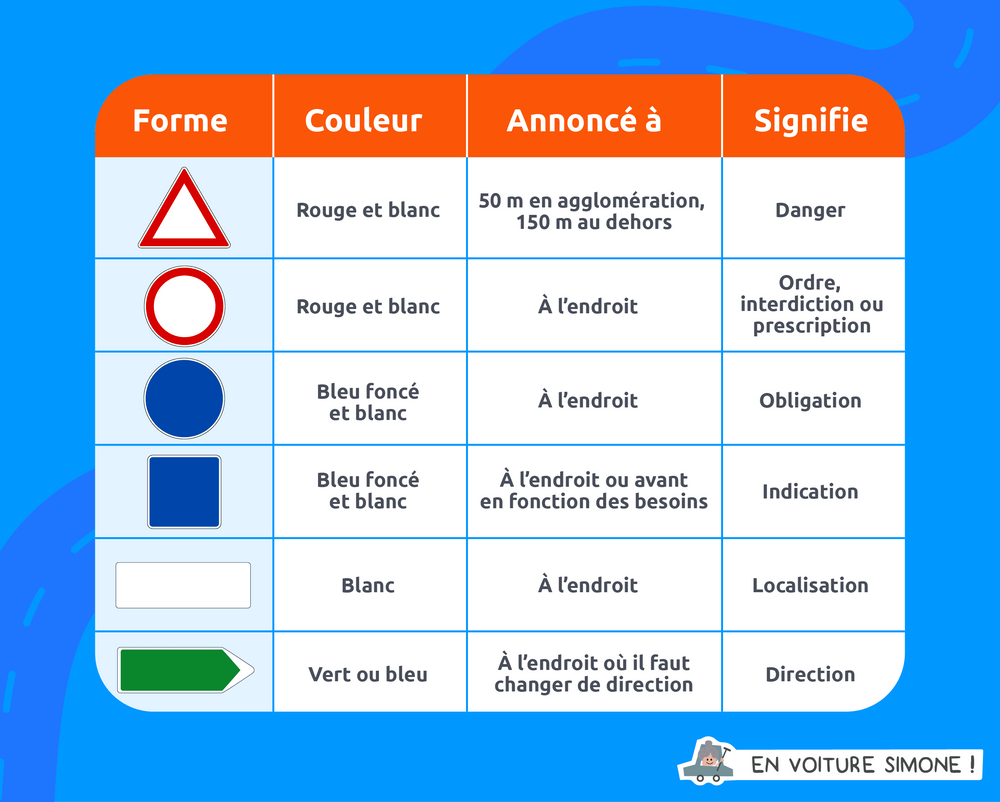 Forme Couleur Annoncé à Signifie
Rouge et blanc
50 m en agglomération,
150 m au dehors
Danger
Rouge et blanc
À l’endroit
Ordre,
interdiction ou
prescription
Bleu foncé
et blanc
À l’endroit
Obligation
Bleu foncé
et blanc
À l’endroit ou avant
en fonction des besoins
Indication
Blanc
À l’endroit
Localisation
Vert ou bleu
À l’endroit où il faut
changer de direction
Direction
EN VOITURE SIMONE !